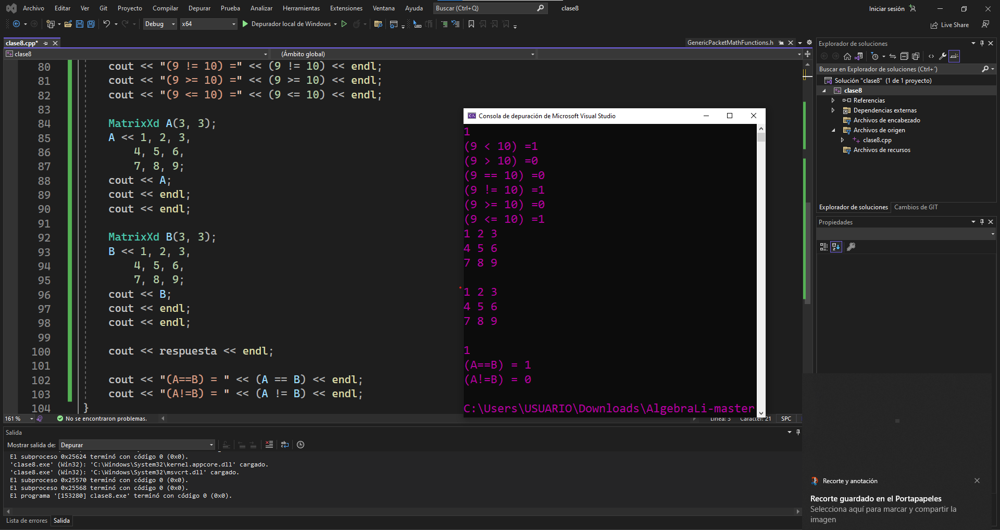 Archivo Editar Ver Git Proyecto Compilar Depurar Prueba Analizar Herramientas Extensiones Ventana Ayuda Buscar (Ctrl+Q) clase8 Iniciar sesión
Debug x64 Depurador local de Windows Live Share
clase8.cpp* GenericPacketMathFunctions.h
clase8 (Ámbito global)
80 cout << "(9 != 10) =" << (9 != 10) << endl;
81 cout << "(9 >= 10) =" << (9 >= 10) << endl;
82 cout << "(9 <= 10) =" << (9 <= 10) << endl;
83
84 MatrixXd A(3, 3);
85 A << 1, 2, 3,
86 4, 5, 6,
87 7, 8, 9;
88 cout << A;
89 cout << endl;
90 cout << endl;
91
92 MatrixXd B(3, 3);
93 B << 1, 2, 3,
94 4, 5, 6,
95 7, 8, 9;
96 cout << B;
97 cout << endl;
98 cout << endl;
99
100 cout << respuesta << endl;
101
102 cout << "(A==B) = " << (A == B) << endl;
103 cout << "(A!=B) = " << (A != B) << endl;
104 }
161 % No se encontraron problemas. Línea: 3 Carácter: 21 SPC
Consola de depuración de Microsoft Visual Studio
1
(9 < 10) =1
(9 > 10) =0
(9 == 10) =0
(9 != 10) =1
(9 >= 10) =0
(9 <= 10) =1
1 2 3
4 5 6
7 8 9
1 2 3
4 5 6
7 8 9
1
(A==B) = 1
(A!=B) = 0
C:\Users\USUARIO\Downloads\AlgebraLi-master
Explorador de soluciones
Buscar en Explorador de soluciones (Ctrl+´)
Solución "clase8" (1 de 1 proyecto)
clase8
Referencias
Dependencias externas
Archivos de encabezado
Archivos de origen
clase8.cpp
Archivos de recursos
Explorador de soluciones Cambios de GIT
Propiedades
Salida
Mostrar salida de: Depurar
El subproceso 0x25624 terminó con código 0 (0x0).
'clase8.exe' (Win32): 'C:\Windows\System32\kernel.appcore.dll' cargado.
'clase8.exe' (Win32): 'C:\Windows\System32\msvcrt.dll' cargado.
El subproceso 0x25570 terminó con código 0 (0x0).
El subproceso 0x25568 terminó con código 0 (0x0).
El programa '[153280] clase8.exe' terminó con código 0 (0x0).
Lista de errores Salida
Recorte y anotación
Recorte guardado en el Portapapeles
Selecciona aquí para marcar y compartir la
imagen